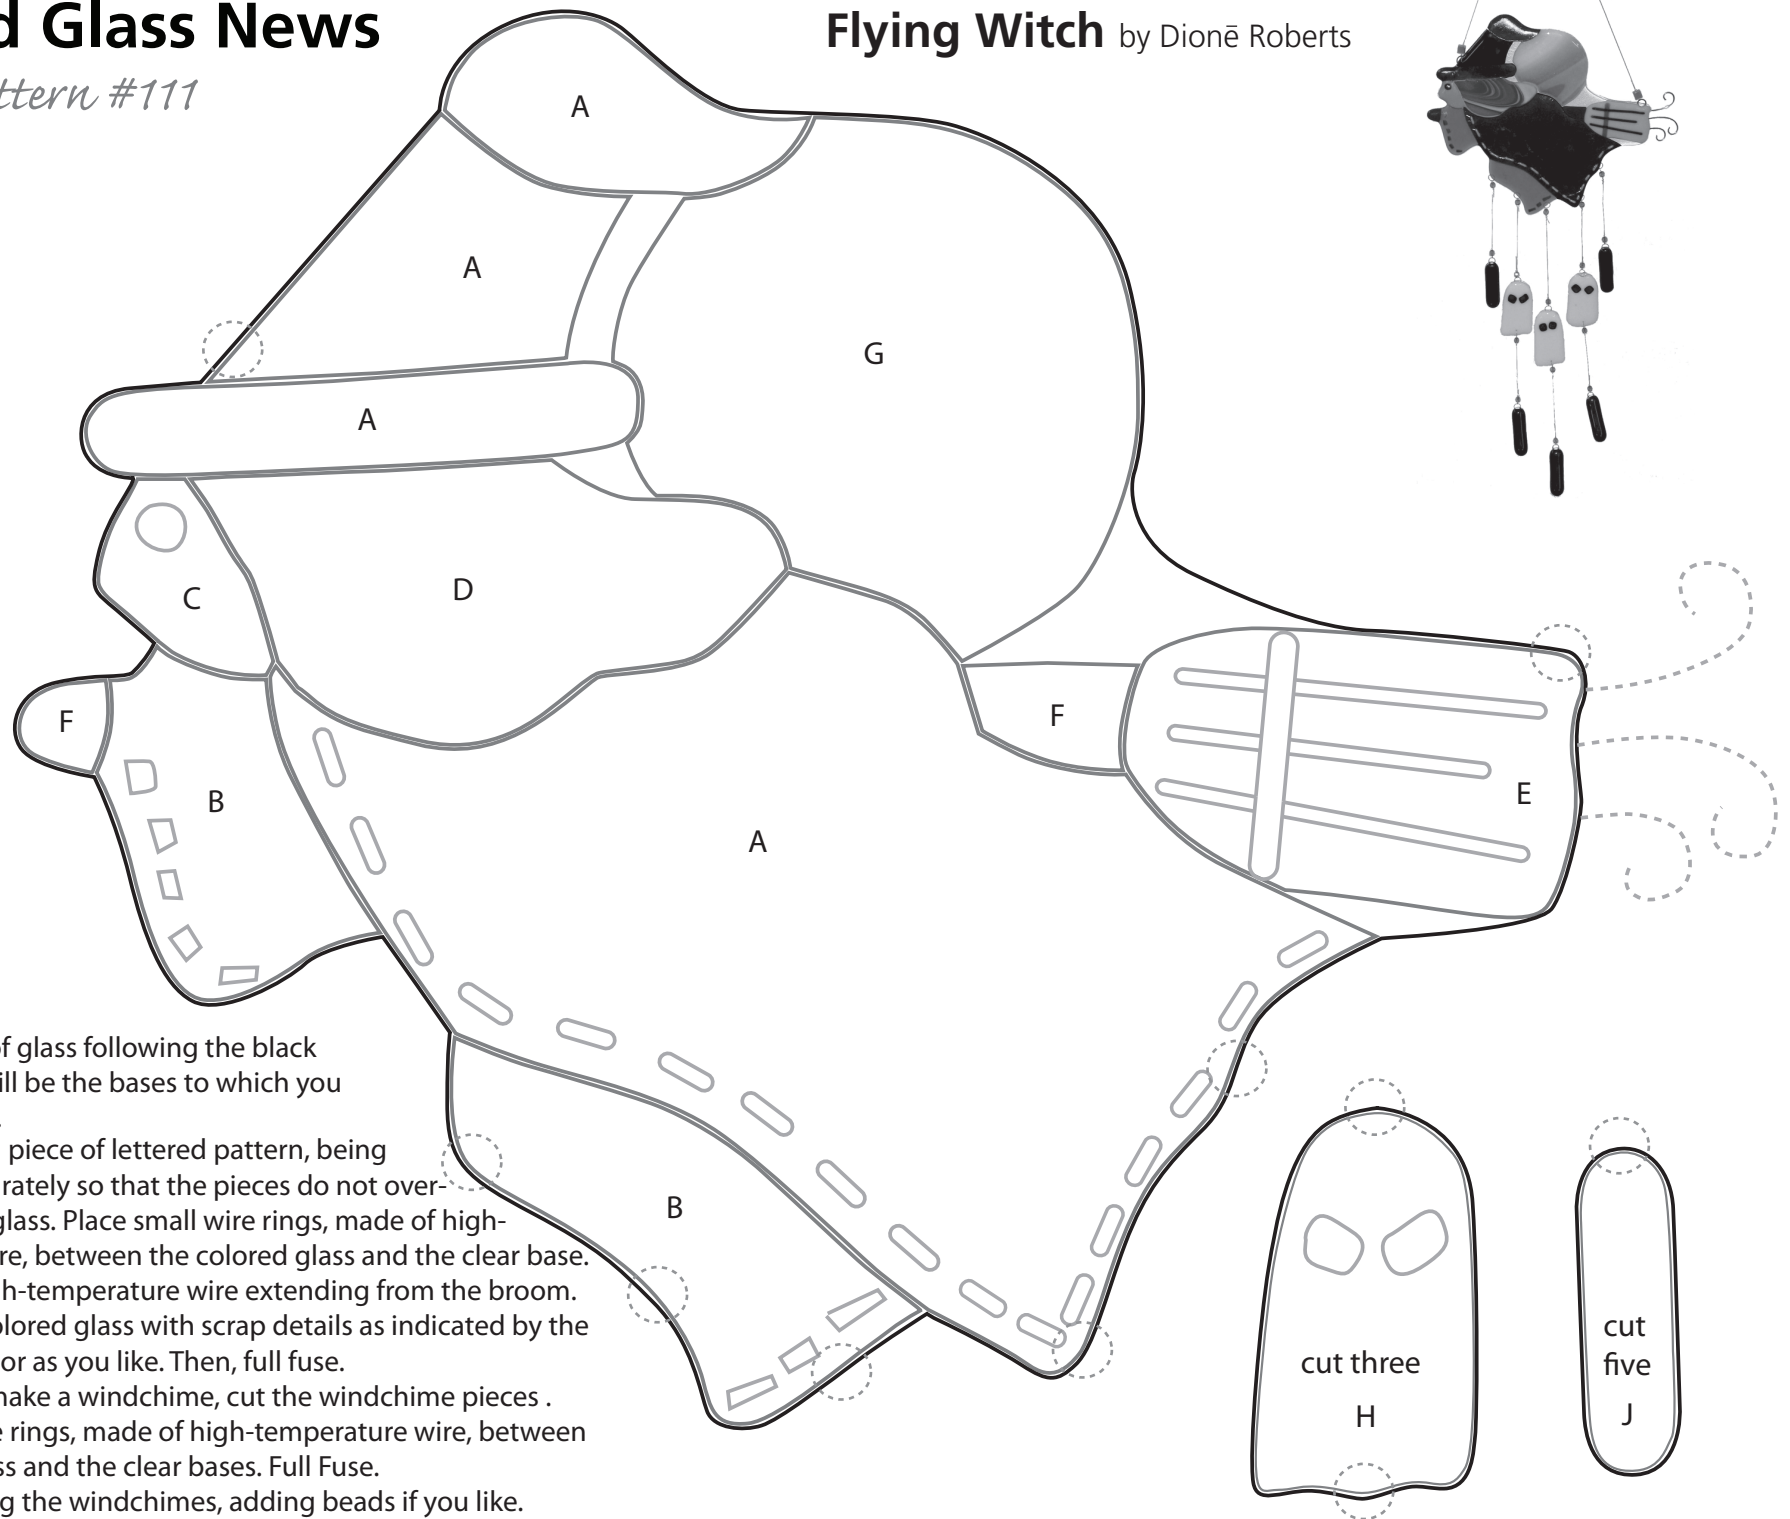 d Glass News
ttern #111
Flying Witch by Dionē Roberts
A
A
G
A
C
D
F
B
A
F
E
B
of glass following the black
ill be the bases to which you
.
piece of lettered pattern, being
rately so that the pieces do not over-
glass. Place small wire rings, made of high-
re, between the colored glass and the clear base.
h-temperature wire extending from the broom.
olored glass with scrap details as indicated by the
or as you like. Then, full fuse.
make a windchime, cut the windchime pieces .
e rings, made of high-temperature wire, between
ss and the clear bases. Full Fuse.
g the windchimes, adding beads if you like.
cut three
H
cut
five
J